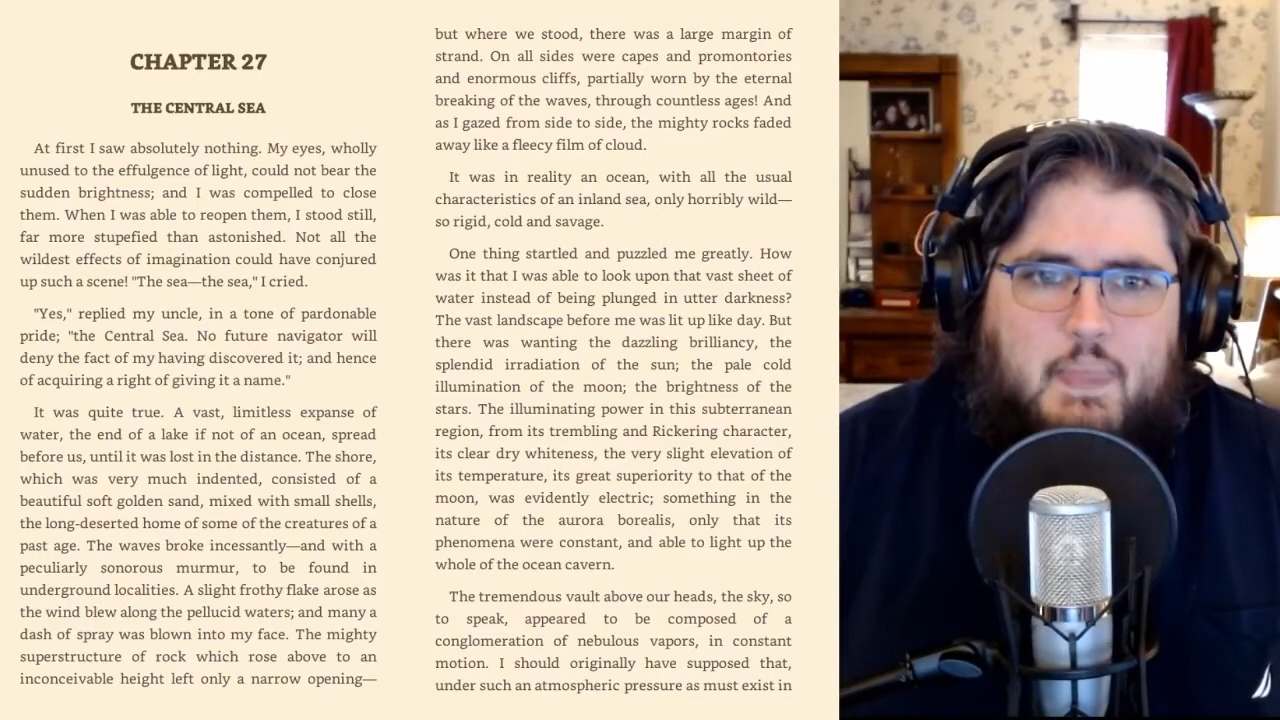 CHAPTER 27
THE CENTRAL SEA
At first I saw absolutely nothing. My eyes, wholly
unused to the effulgence of light, could not bear the
sudden brightness; and I was compelled to close
them. When I was able to reopen them, I stood still,
far more stupefied than astonished. Not all the
wildest effects of imagination could have conjured
up such a scene! "The sea—the sea," I cried.
"Yes," replied my uncle, in a tone of pardonable
pride; "the Central Sea. No future navigator will
deny the fact of my having discovered it; and hence
of acquiring a right of giving it a name."
It was quite true. A vast, limitless expanse of
water, the end of a lake if not of an ocean, spread
before us, until it was lost in the distance. The shore,
which was very much indented, consisted of a
beautiful soft golden sand, mixed with small shells,
the long-deserted home of some of the creatures of a
past age. The waves broke incessantly—and with a
peculiarly sonorous murmur, to be found in
underground localities. A slight frothy flake arose as
the wind blew along the pellucid waters; and many a
dash of spray was blown into my face. The mighty
superstructure of rock which rose above to an
inconceivable height left only a narrow opening—
but where we stood, there was a large margin of
strand. On all sides were capes and promontories
and enormous cliffs, partially worn by the eternal
breaking of the waves, through countless ages! And
as I gazed from side to side, the mighty rocks faded
away like a fleecy film of cloud.
It was in reality an ocean, with all the usual
characteristics of an inland sea, only horribly wild—
so rigid, cold and savage.
One thing startled and puzzled me greatly. How
was it that I was able to look upon that vast sheet of
water instead of being plunged in utter darkness?
The vast landscape before me was lit up like day. But
there was wanting the dazzling brilliancy, the
splendid irradiation of the sun; the pale cold
illumination of the moon; the brightness of the
stars. The illuminating power in this subterranean
region, from its trembling and Rickering character,
its clear dry whiteness, the very slight elevation of
its temperature, its great superiority to that of the
moon, was evidently electric; something in the
nature of the aurora borealis, only that its
phenomena were constant, and able to light up the
whole of the ocean cavern.
The tremendous vault above our heads, the sky, so
to speak, appeared to be composed of a
conglomeration of nebulous vapors, in constant
motion. I should originally have supposed that,
under such an atmospheric pressure as must exist in